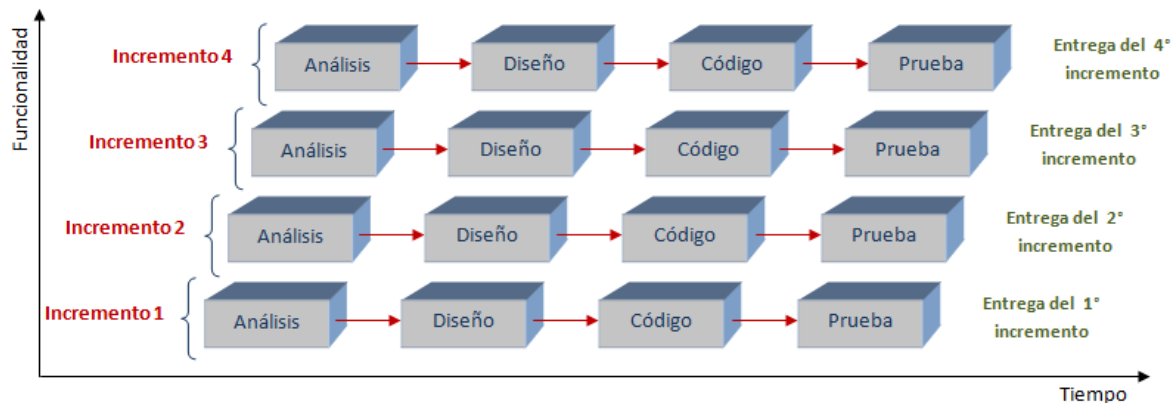 Funcionalidad
Incremento 4
Análisis
Diseño
Código
Prueba
Entrega del 4°
incremento
Incremento 3
Análisis
Diseño
Código
Prueba
Entrega del 3°
incremento
Incremento 2
Análisis
Diseño
Código
Prueba
Entrega del 2°
incremento
Incremento 1
Análisis
Diseño
Código
Prueba
Entrega del 1°
incremento
Tiempo